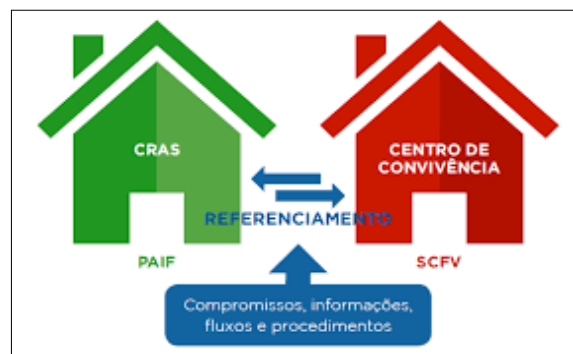 CRAS
CENTRO DE
CONVIVÊNCIA
REFERENCIAMENTO
PAIF
SCFV
Compromissos, informações,
fluxos e procedimentos